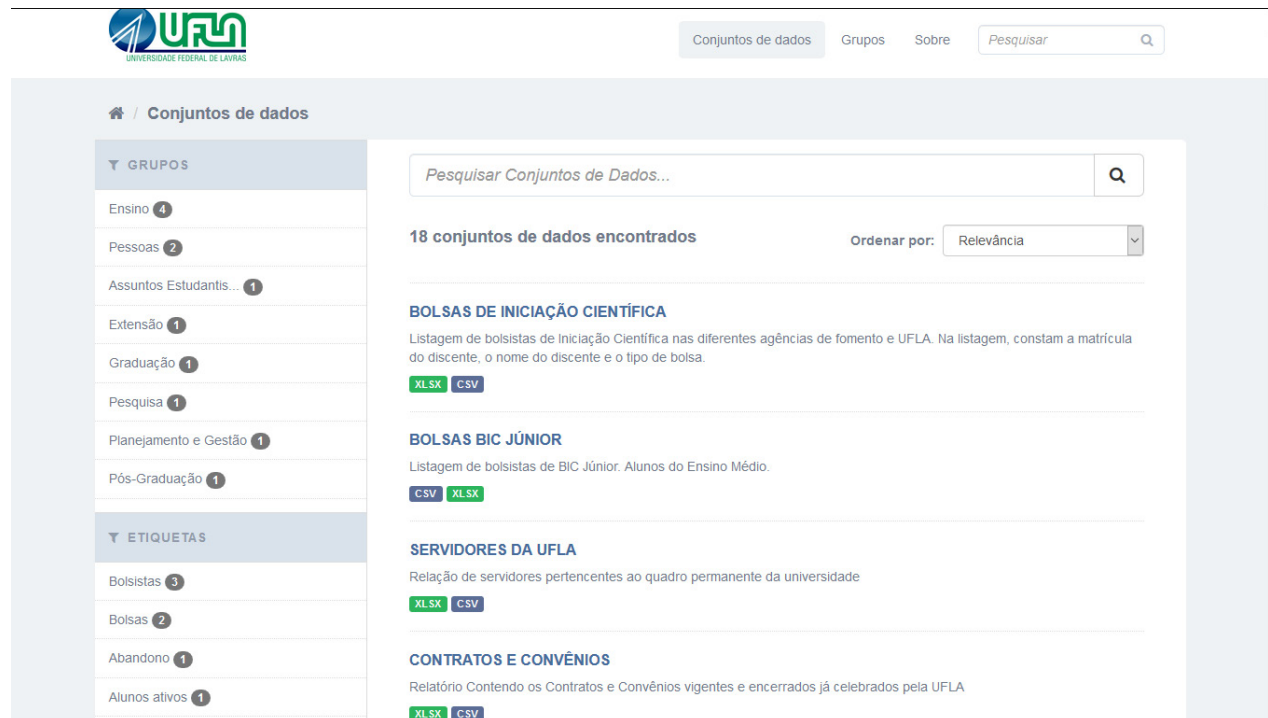 UFLA
UNIVERSIDADE FEDERAL DE LAVRAS
Conjuntos de dados Grupos Sobre Pesquisar
/ Conjuntos de dados
GRUPOS
Ensino 4
Pessoas 2
Assuntos Estudantis... 1
Extensão 1
Graduação 1
Pesquisa 1
Planejamento e Gestão 1
Pós-Graduação 1
ETIQUETAS
Bolsistas 3
Bolsas 2
Abandono 1
Alunos ativos 1
Pesquisar Conjuntos de Dados...
18 conjuntos de dados encontrados
Ordenar por: Relevância
BOLSAS DE INICIAÇÃO CIENTÍFICA
Listagem de bolsistas de Iniciação Científica nas diferentes agências de fomento e UFLA. Na listagem, constam a matrícula
do discente, o nome do discente e o tipo de bolsa.
XLSX CSV
BOLSAS BIC JÚNIOR
Listagem de bolsistas de BIC Júnior. Alunos do Ensino Médio.
CSV XLSX
SERVIDORES DA UFLA
Relação de servidores pertencentes ao quadro permanente da universidade
XLSX CSV
CONTRATOS E CONVÊNIOS
Relatório Contendo os Contratos e Convênios vigentes e encerrados já celebrados pela UFLA
XLSX CSV